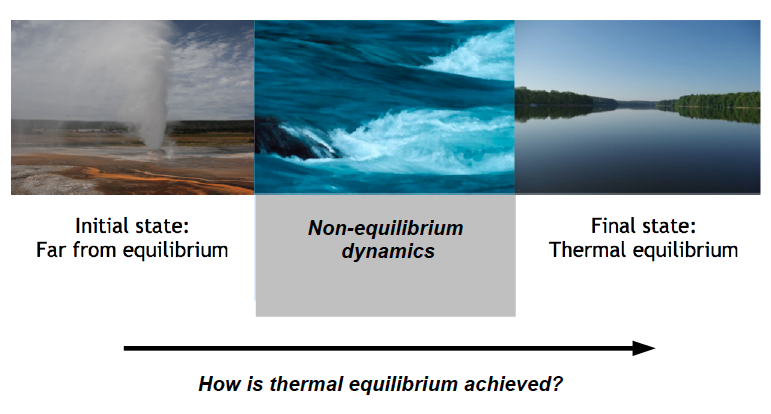 Initial state:
Far from equilibrium
Non-equilibrium
dynamics
Final state:
Thermal equilibrium
How is thermal equilibrium achieved?